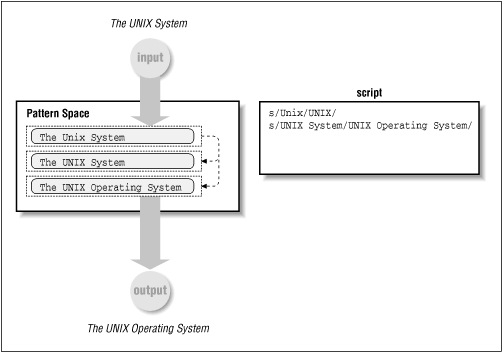 The UNIX System
input
script
Pattern Space
s/Unix/UNIX/
s/UNIX System/UNIX Operating System/
The Unix System
The UNIX System
The UNIX Operating System
output
The UNIX Operating System